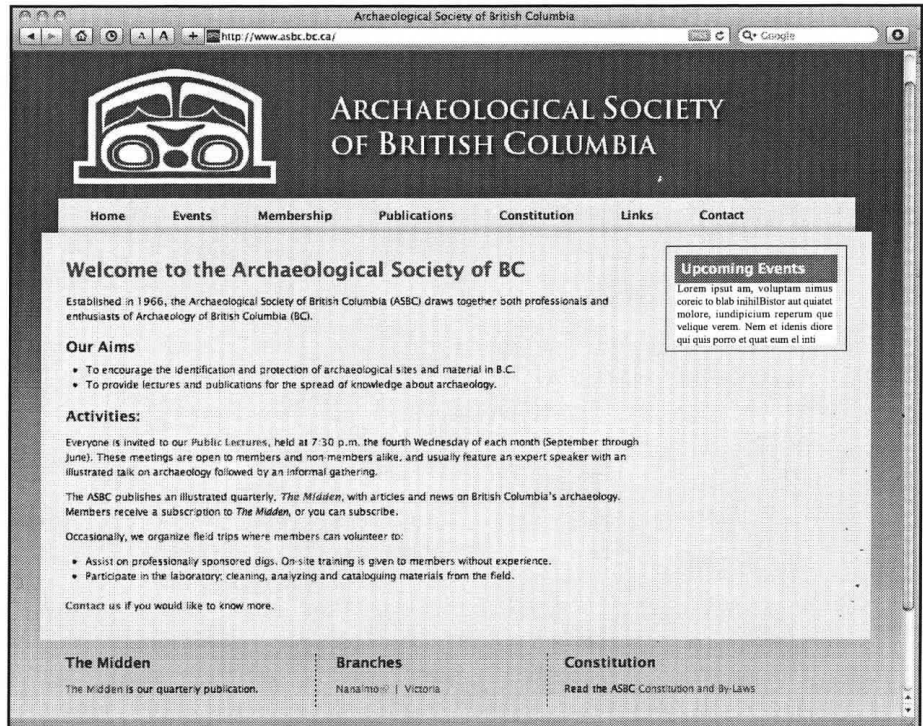 Archaeological Society of British Columbia
A A + http://www.asbc.bc.ca/ Google
ARCHAEOLOGICAL SOCIETY
OF BRITISH COLUMBIA
Home Events Membership Publications Constitution Links Contact
Welcome to the Archaeological Society of BC
Established in 1966, the Archaeological Society of British Columbia (ASBC) draws together both professionals and
enthusiasts of Archaeology of British Columbia (BC).
Our Aims
• To encourage the identification and protection of archaeological sites and material in B.C.
• To provide lectures and publications for the spread of knowledge about archaeology.
Activities:
Everyone is invited to our Public Lectures, held at 7:30 p.m. the fourth Wednesday of each month (September through
June). These meetings are open to members and non-members alike, and usually feature an expert speaker with an
illustrated talk on archaeology followed by an informal gathering.
The ASBC publishes an illustrated quarterly, The Midden, with articles and news on British Columbia's archaeology.
Members receive a subscription to The Midden, or you can subscribe.
Occasionally, we organize field trips where members can volunteer to:
• Assist on professionally sponsored digs. On-site training is given to members without experience.
• Participate in the laboratory; cleaning, analyzing and cataloguing materials from the field.
Contact us if you would like to know more.
Upcoming Events
Lorem ipsut am, voluptam nimus
coreic to blab inihilBistor aut quiatet
molore, iundipicium reperum que
velique verem. Nem et idenis diore
qui quis porro et quat eum el inti
The Midden
The Midden is our quarterly publication.
Branches
Nanaimo | Victoria
Constitution
Read the ASBC Constitution and By-Laws